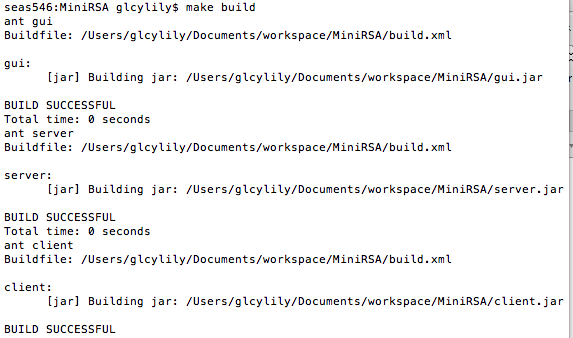 seas546:MiniRSA glcylily$ make build
ant gui
Buildfile: /Users/glcylily/Documents/workspace/MiniRSA/build.xml
gui:
[jar] Building jar: /Users/glcylily/Documents/workspace/MiniRSA/gui.jar
BUILD SUCCESSFUL
Total time: 0 seconds
ant server
Buildfile: /Users/glcylily/Documents/workspace/MiniRSA/build.xml
server:
[jar] Building jar: /Users/glcylily/Documents/workspace/MiniRSA/server.jar
BUILD SUCCESSFUL
Total time: 0 seconds
ant client
Buildfile: /Users/glcylily/Documents/workspace/MiniRSA/build.xml
client:
[jar] Building jar: /Users/glcylily/Documents/workspace/MiniRSA/client.jar
BUILD SUCCESSFUL